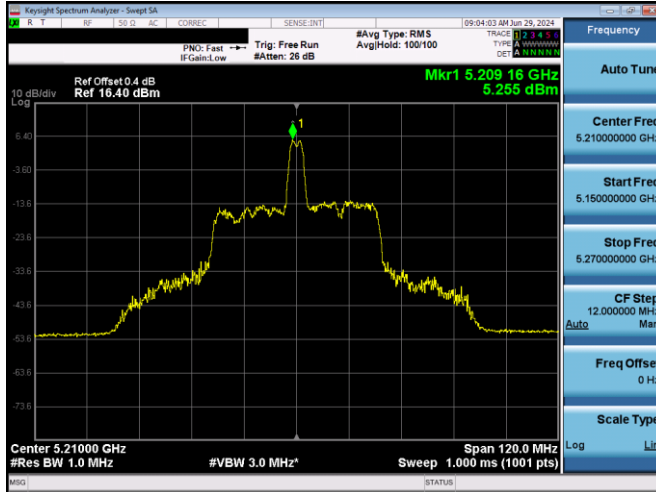 Keysight Spectrum Analyzer - Swept SA
R T RF 50 Ω AC CORREC SENSE:INT 09:04:03 AM Jun 29, 2024
#Avg Type: RMS TRACE 1 2 3 4 5 6
PNO: Fast Trig: Free Run Avg|Hold: 100/100 TYPE A WWWWW
IFGain:Low #Atten: 26 dB DET A N N N N N
Mkr1 5.209 16 GHz
5.255 dBm
Ref Offset 0.4 dB
10 dB/div Ref 16.40 dBm
Log
1
6.40
-3.60
-13.6
-23.6
-33.6
-43.6
-53.6
-63.6
-73.6
Center 5.21000 GHz Span 120.0 MHz
#Res BW 1.0 MHz #VBW 3.0 MHz* Sweep 1.000 ms (1001 pts)
MSG STATUS
Frequency
Auto Tune
Center Freq
5.210000000 GHz
Start Freq
5.150000000 GHz
Stop Freq
5.270000000 GHz
CF Step
12.000000 MHz
Auto Man
Freq Offset
0 Hz
Scale Type
Log Lin